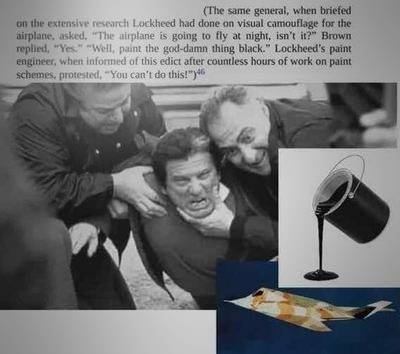 (The same general, when briefed
on the extensive research Lockheed had done on visual camouflage for the
airplane, asked, “The airplane is going to fly at night, isn’t it?” Brown
replied, “Yes.” “Well, paint the god-damn thing black.” Lockheed’s paint
engineer, when informed of this edict after countless hours of work on paint
schemes, protested, “You can’t do this!”)46